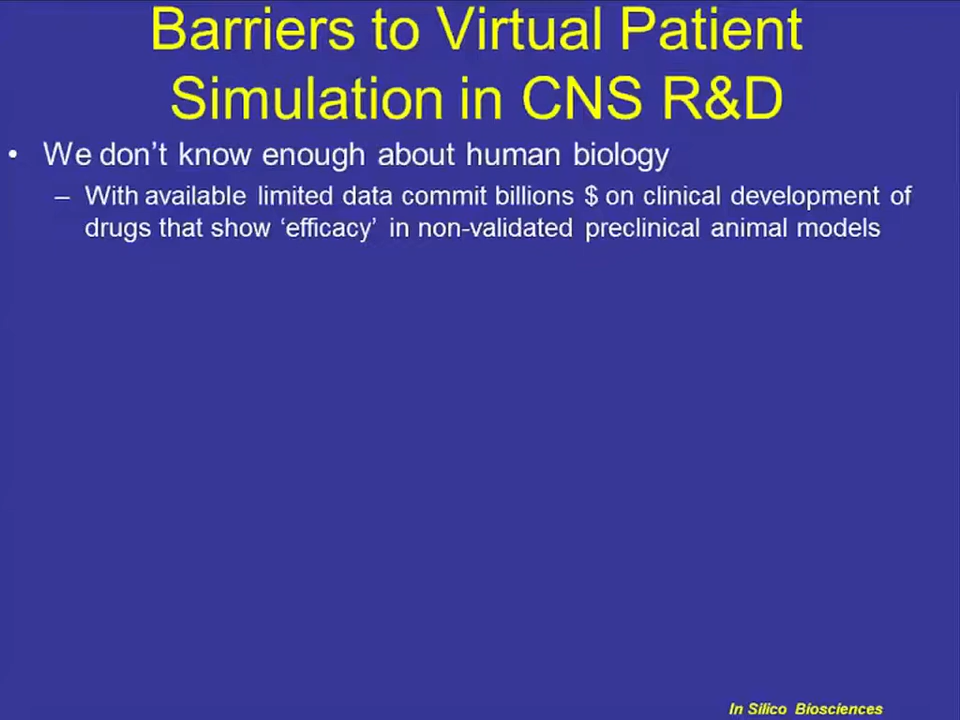 Barriers to Virtual Patient
Simulation in CNS R&D
• We don’t know enough about human biology
– With available limited data commit billions $ on clinical development of
drugs that show ‘efficacy’ in non-validated preclinical animal models
In Silico Biosciences